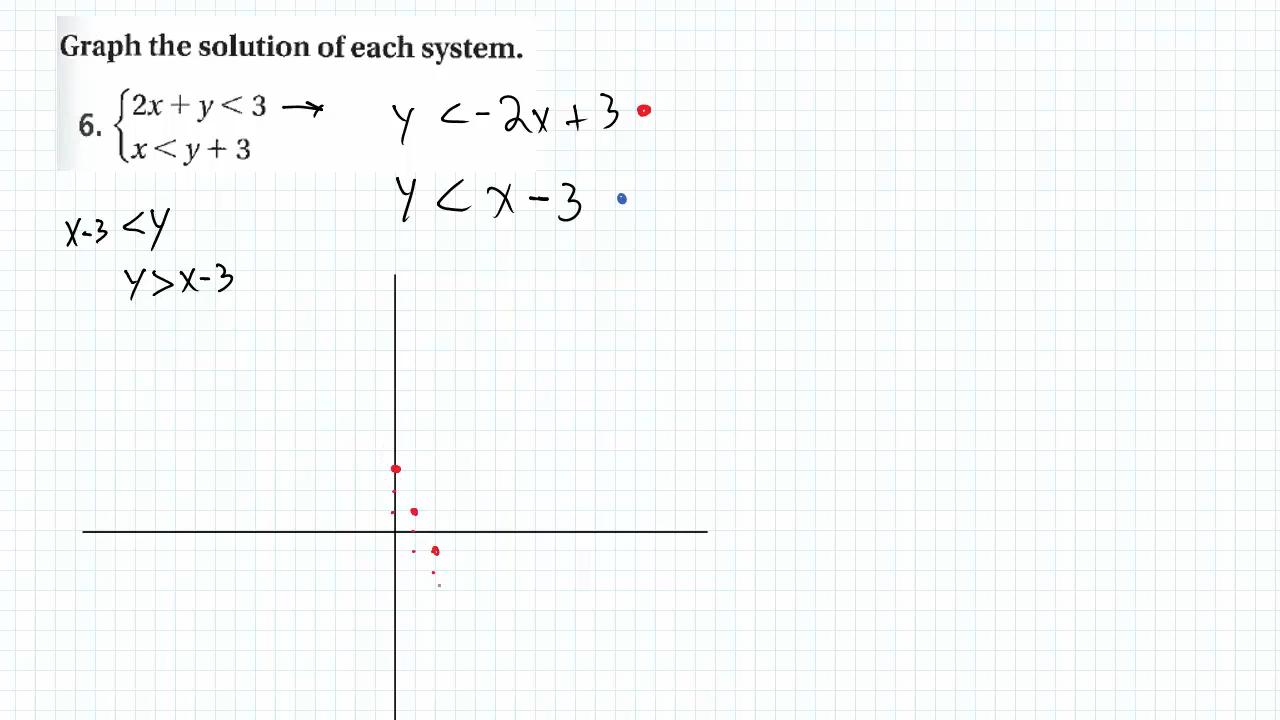 Graph the solution of each system.
6. { 2x + y < 3 → y < -2x + 3
x < y + 3
y < x - 3
x-3 < y
y > x - 3